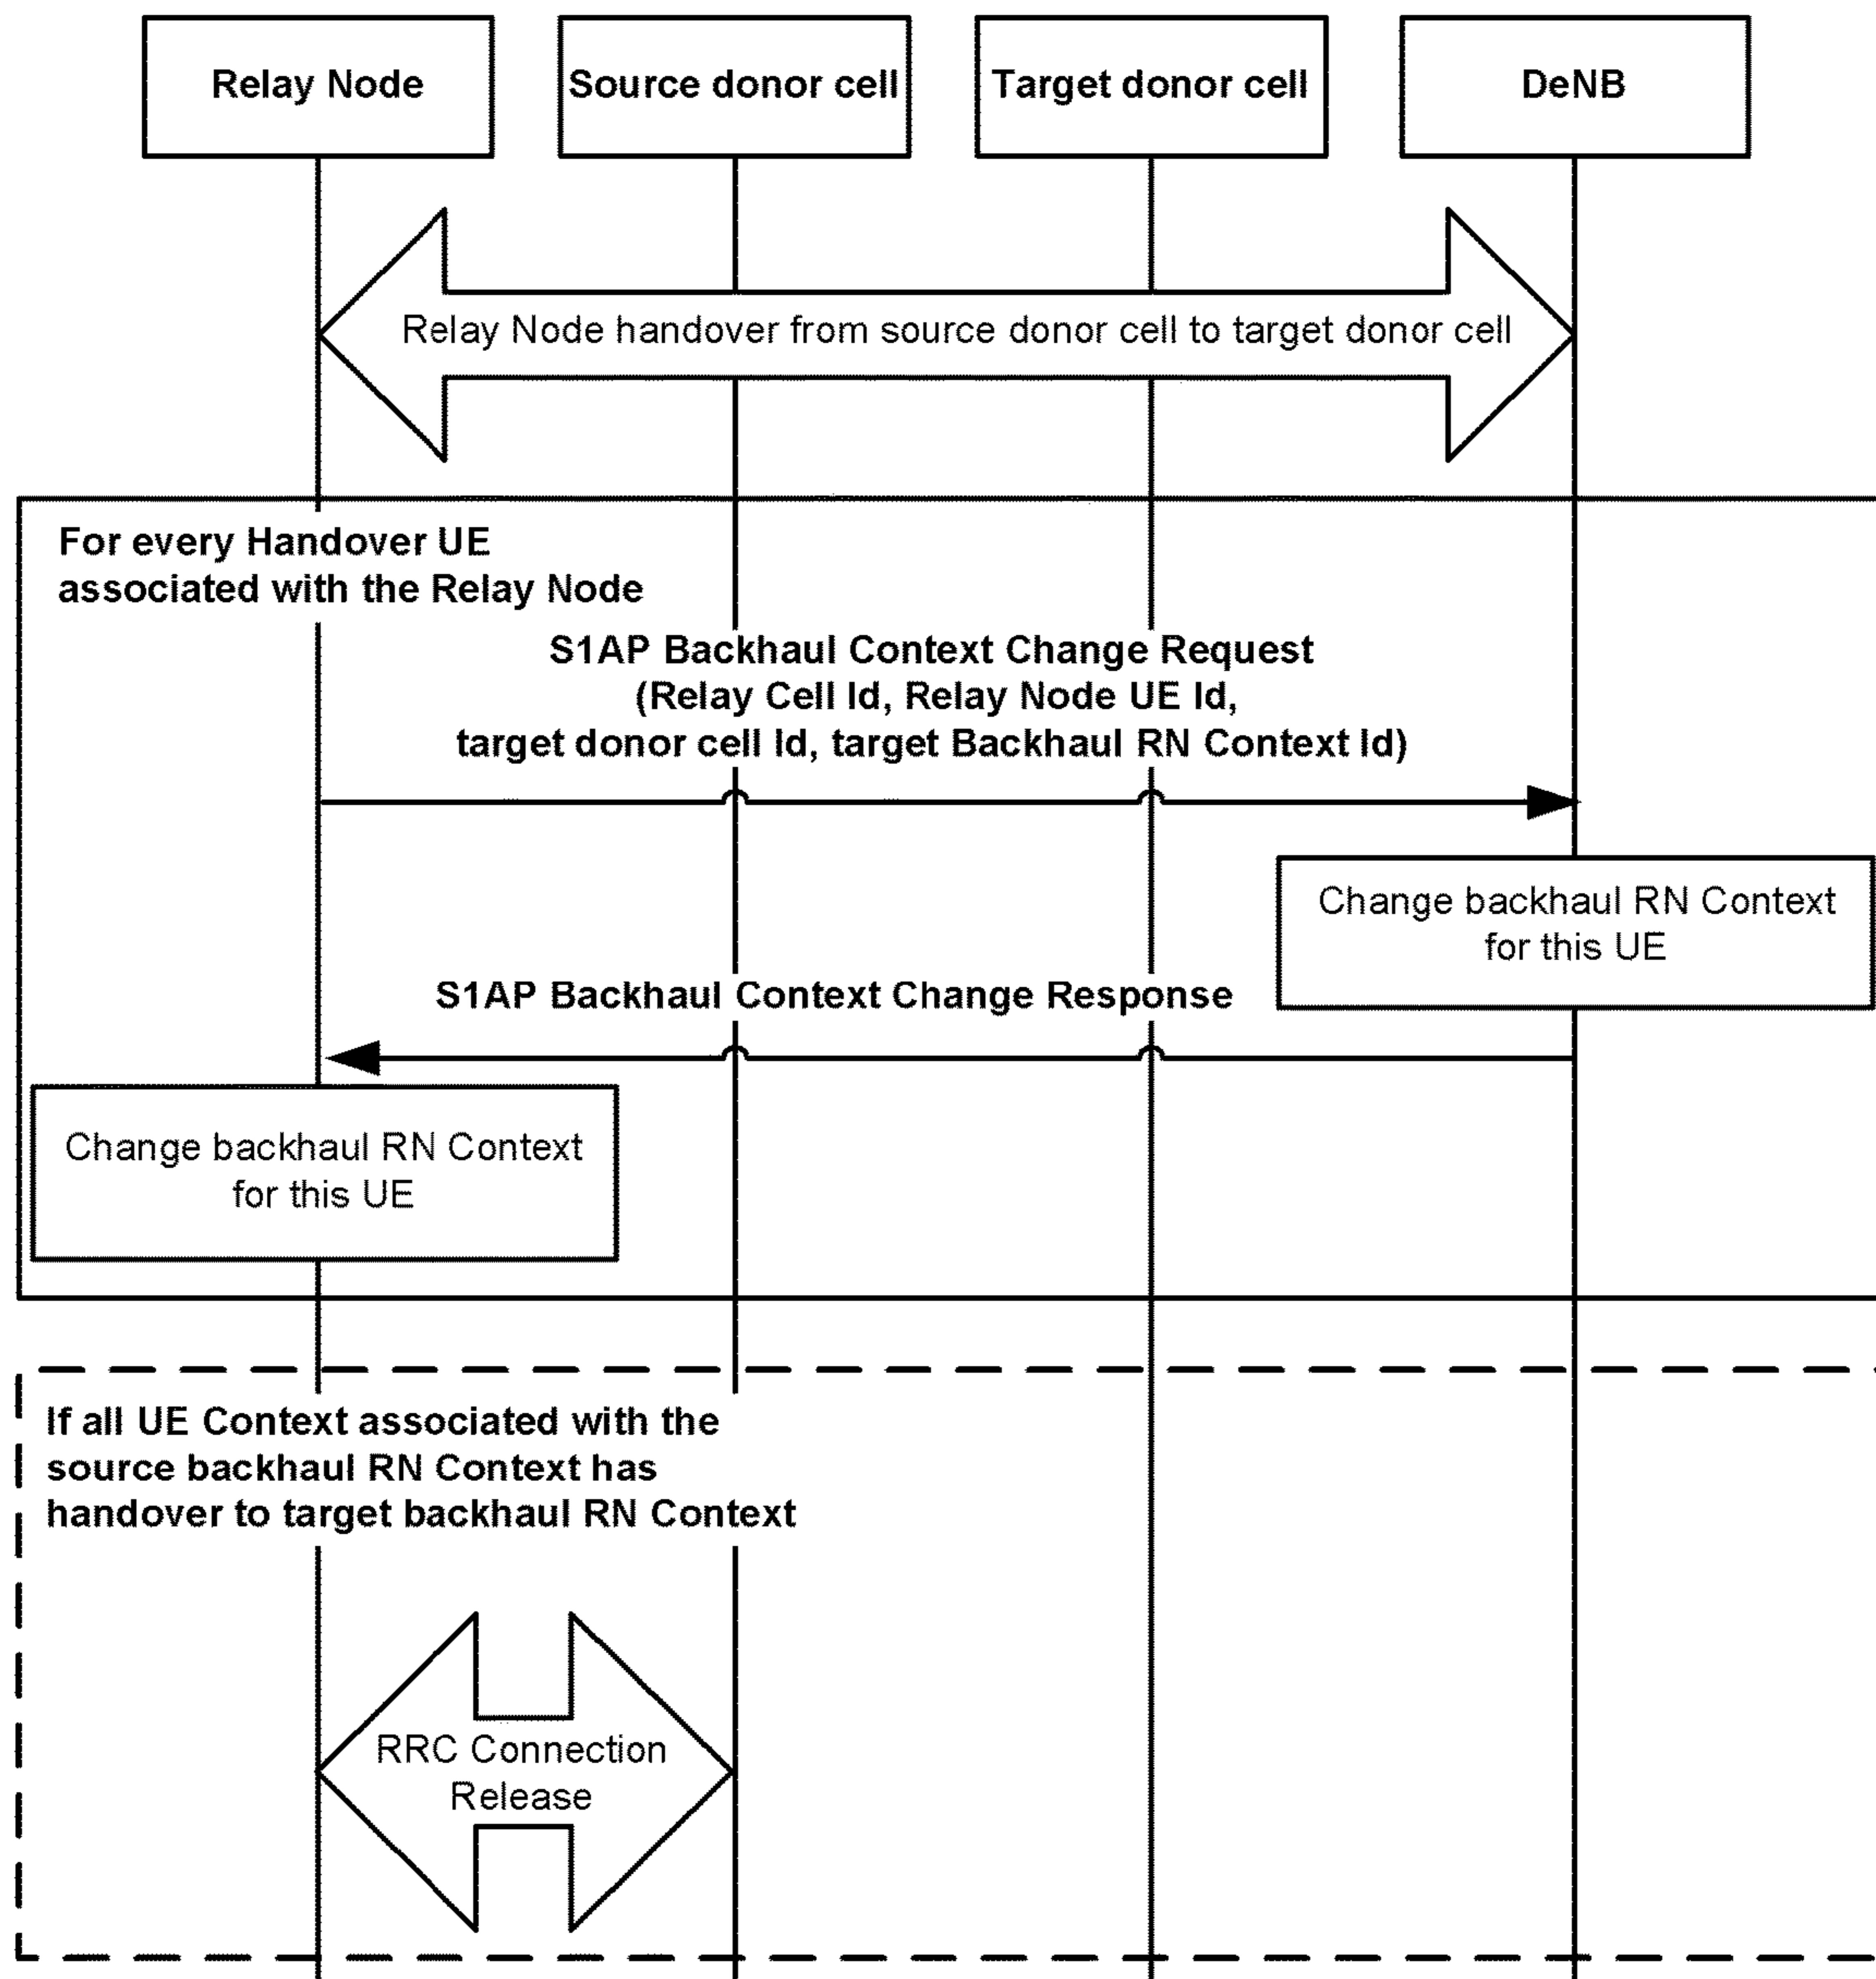 Relay Node
Source donor cell
Target donor cell
DeNB
Relay Node handover from source donor cell to target donor cell
For every Handover UE
associated with the Relay Node
S1AP Backhaul Context Change Request
(Relay Cell Id, Relay Node UE Id,
target donor cell Id, target Backhaul RN Context Id)
Change backhaul RN Context
for this UE
S1AP Backhaul Context Change Response
Change backhaul RN Context
for this UE
If all UE Context associated with the
source backhaul RN Context has
handover to target backhaul RN Context
RRC Connection
Release